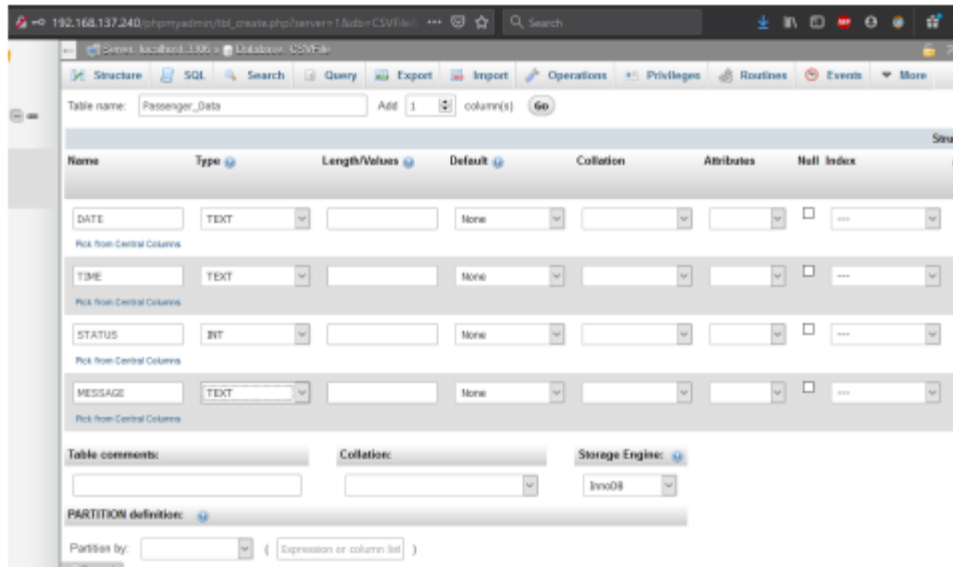 192.168.137.240/phpmyadmin/tbl_create.php?server=1&db=CSVFile
Search
Server: localhost:3306 » Database: CSVFile
Structure SQL Search Query Export Import Operations Privileges Routines Events More
Table name: Passenger_Data Add 1 column(s) Go
Stru
Name Type Length/Values Default Collation Attributes Null Index
DATE TEXT None ---
Pick from Central Columns
TIME TEXT None ---
Pick from Central Columns
STATUS INT None ---
Pick from Central Columns
MESSAGE TEXT None ---
Pick from Central Columns
Table comments: Collation: Storage Engine:
InnoDB
PARTITION definition:
Partition by: ( Expression or column list )